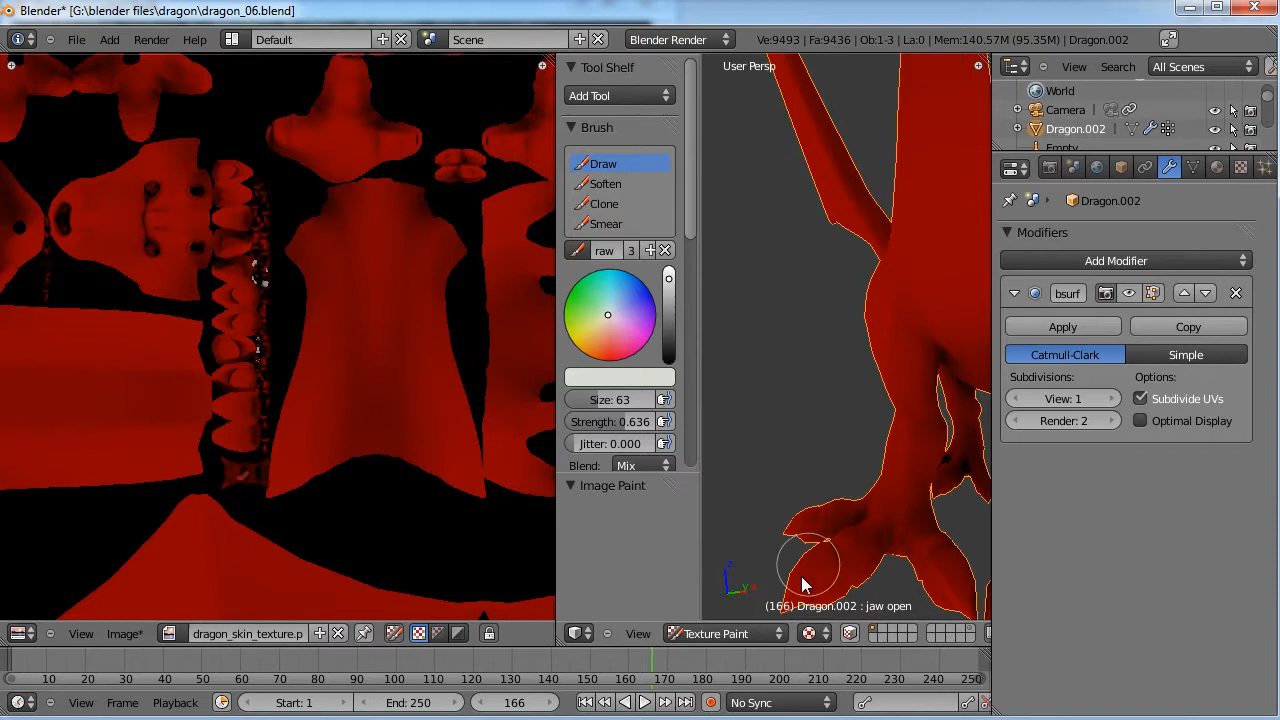 Blender* [G:\blender files\dragon\dragon_06.blend]
File Add Render Help Default Scene Blender Render Ve:9493 | Fa:9436 | Ob:1-3 | La:0 | Mem:140.57M (95.35M) | Dragon.002
Tool Shelf
Add Tool
Brush
Draw
Soften
Clone
Smear
raw 3
Size: 63
Strength: 0.636
Jitter: 0.000
Blend: Mix
Image Paint
User Persp
z
y
(166) Dragon.002 : jaw open
View Search All Scenes
World
Camera
Dragon.002
Empty
Dragon.002
Modifiers
Add Modifier
bsurf
Apply Copy
Catmull-Clark Simple
Subdivisions: Options:
View: 1 Subdivide UVs
Render: 2 Optimal Display
View Image* dragon_skin_texture.p
View Texture Paint
10 20 30 40 50 60 70 80 90 100 110 120 130 140 150 160 170 180 190 200 210 220 230 240 250
View Frame Playback Start: 1 End: 250 166 No Sync